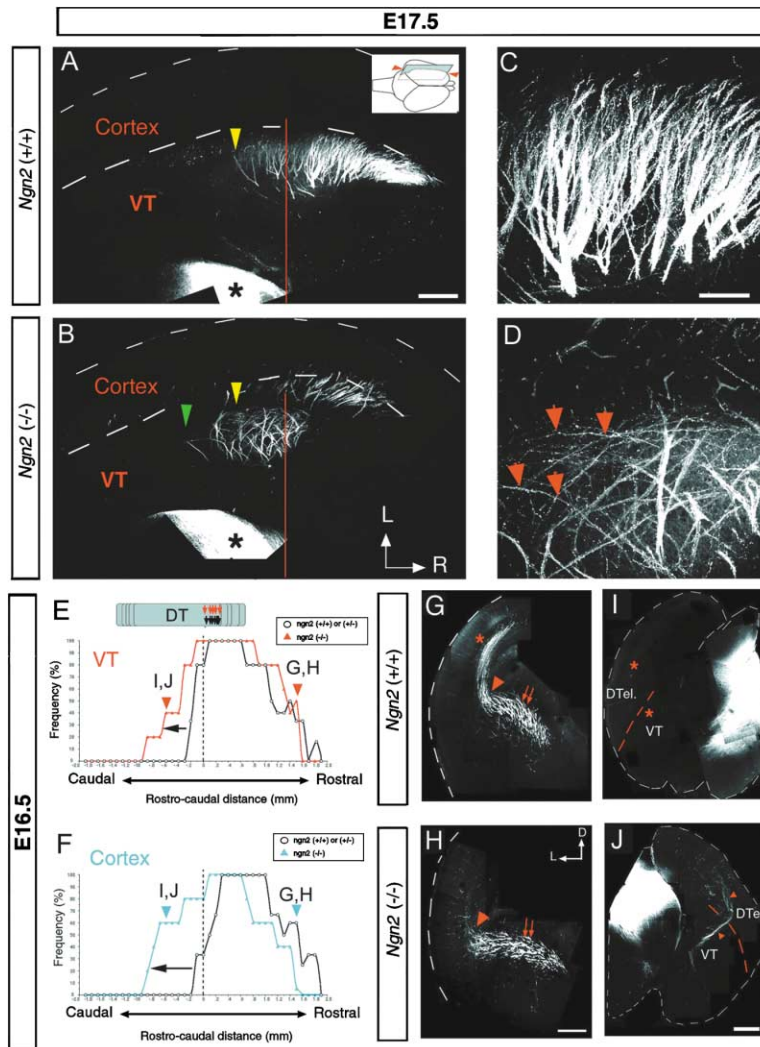 E17.5
Ngn2 (+/+)
A
Cortex
VT
*
C
Ngn2 (-/-)
B
Cortex
VT
*
L
R
D
E16.5
E
DT
VT
ngn2 (+/+) or (+/-)
ngn2 (-/-)
I,J
G,H
Frequency (%)
Caudal
Rostral
Rostro-caudal distance (mm)
F
Cortex
ngn2 (+/+) or (+/-)
ngn2 (-/-)
I,J
G,H
Frequency (%)
Caudal
Rostral
Rostro-caudal distance (mm)
Ngn2 (+/+)
G
*
I
*
DTel.
*
VT
Ngn2 (-/-)
H
D
L
J
DTel
VT